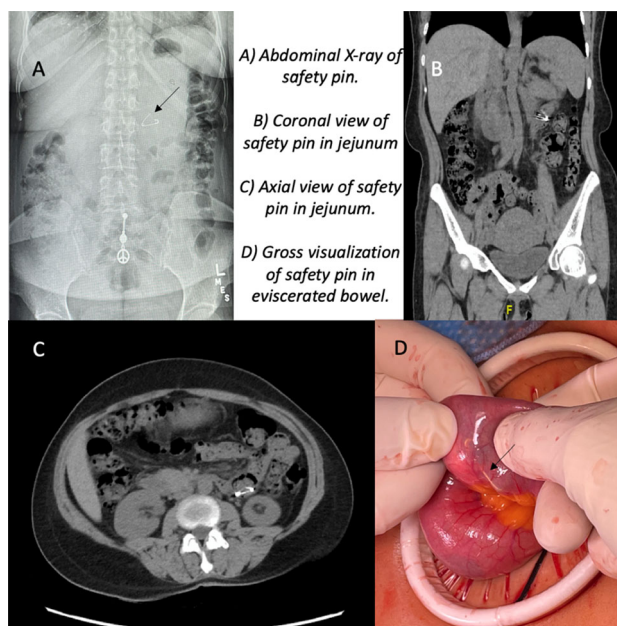 A
A) Abdominal X-ray of
safety pin.
B) Coronal view of
safety pin in jejunum
C) Axial view of safety
pin in jejunum.
D) Gross visualization
of safety pin in
eviscerated bowel.
B
L
M E S
F
C
D